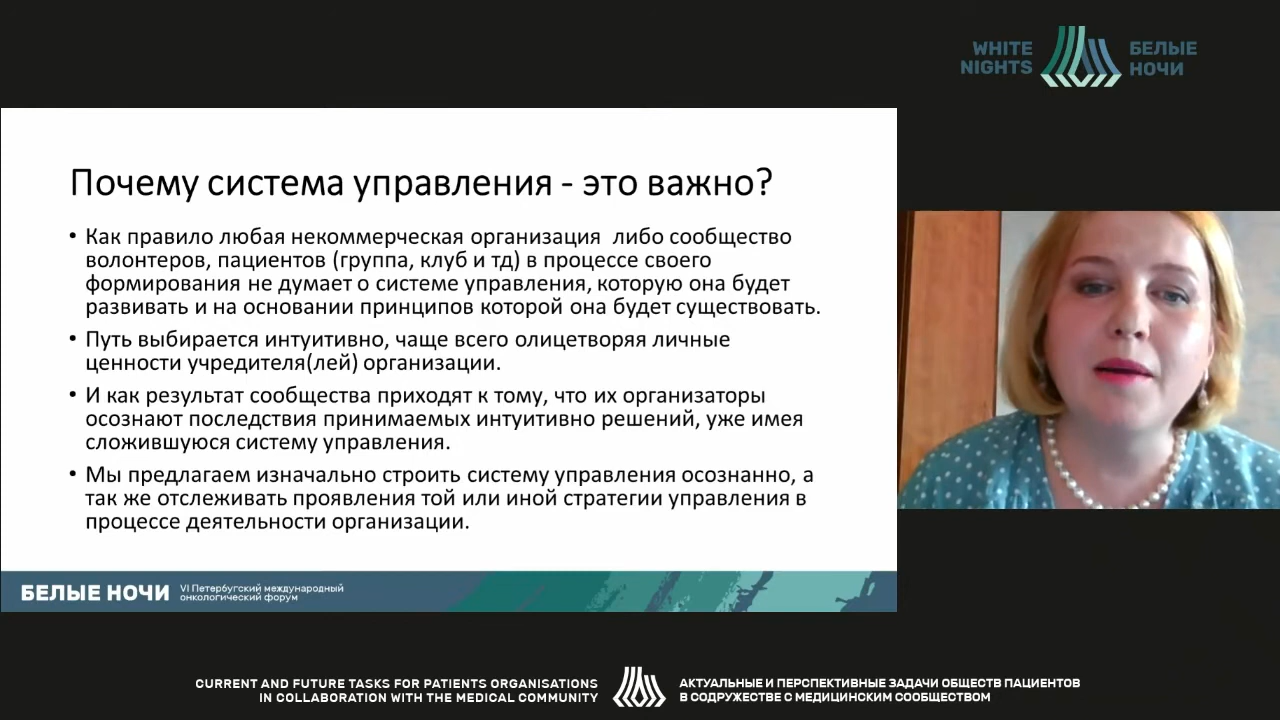 WHITE
NIGHTS
БЕЛЫЕ
НОЧИ
Почему система управления - это важно?
• Как правило любая некоммерческая организация либо сообщество
волонтеров, пациентов (группа, клуб и тд) в процессе своего
формирования не думает о системе управления, которую она будет
развивать и на основании принципов которой она будет существовать.
• Путь выбирается интуитивно, чаще всего олицетворяя личные
ценности учредителя(лей) организации.
• И как результат сообщества приходят к тому, что их организаторы
осознают последствия принимаемых интуитивно решений, уже имея
сложившуюся систему управления.
• Мы предлагаем изначально строить систему управления осознанно, а
так же отслеживать проявления той или иной стратегии управления в
процессе деятельности организации.
БЕЛЫЕ НОЧИ
VI Петербугский международный
онкологический форум
CURRENT AND FUTURE TASKS FOR PATIENTS ORGANISATIONS
IN COLLABORATION WITH THE MEDICAL COMMUNITY
АКТУАЛЬНЫЕ И ПЕРСПЕКТИВНЫЕ ЗАДАЧИ ОБЩЕСТВ ПАЦИЕНТОВ
В СОДРУЖЕСТВЕ С МЕДИЦИНСКИМ СООБЩЕСТВОМ